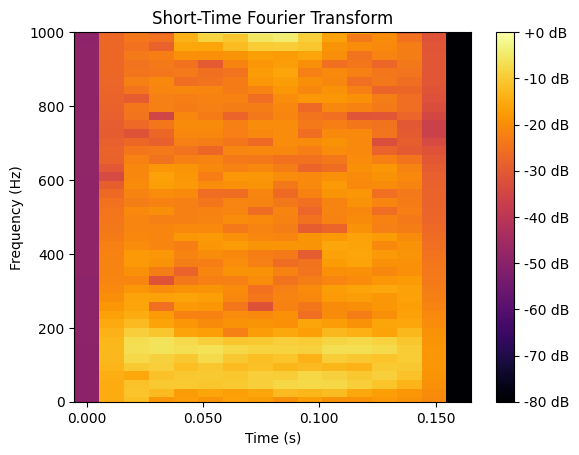 Short-Time Fourier Transform
1000
800
600
400
200
0
Frequency (Hz)
0.000
0.050
0.100
0.150
Time (s)
+0 dB
-10 dB
-20 dB
-30 dB
-40 dB
-50 dB
-60 dB
-70 dB
-80 dB